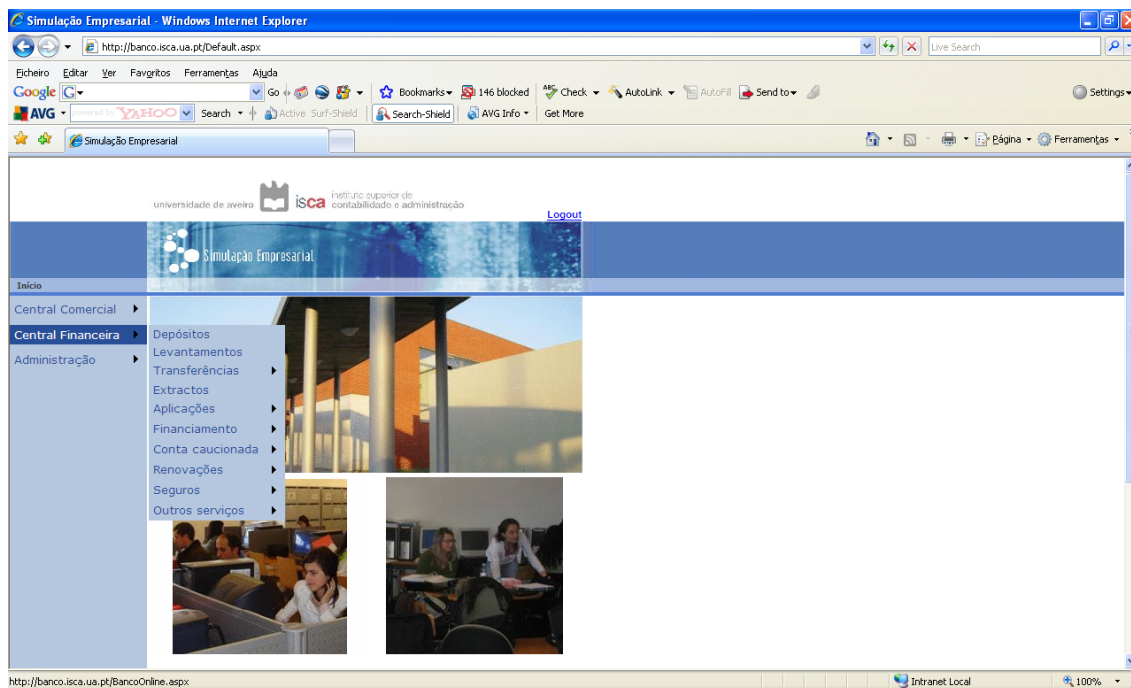 Simulação Empresarial - Windows Internet Explorer
http://banco.isca.ua.pt/Default.aspx
Live Search
Ficheiro Editar Ver Favoritos Ferramentas Ajuda
Google G Go Bookmarks 146 blocked Check AutoLink AutoFill Send to Settings
AVG powered by YAHOO Search Active Surf-Shield Search-Shield AVG Info Get More
Simulação Empresarial Página Ferramentas
universidade de aveiro isca instituto superior de
contabilidade e administração
Logout
Simulação Empresarial
Início
Central Comercial
Central Financeira
Administração
Depósitos
Levantamentos
Transferências
Extractos
Aplicações
Financiamento
Conta caucionada
Renovações
Seguros
Outros serviços
http://banco.isca.ua.pt/BancoOnline.aspx Intranet Local 100%